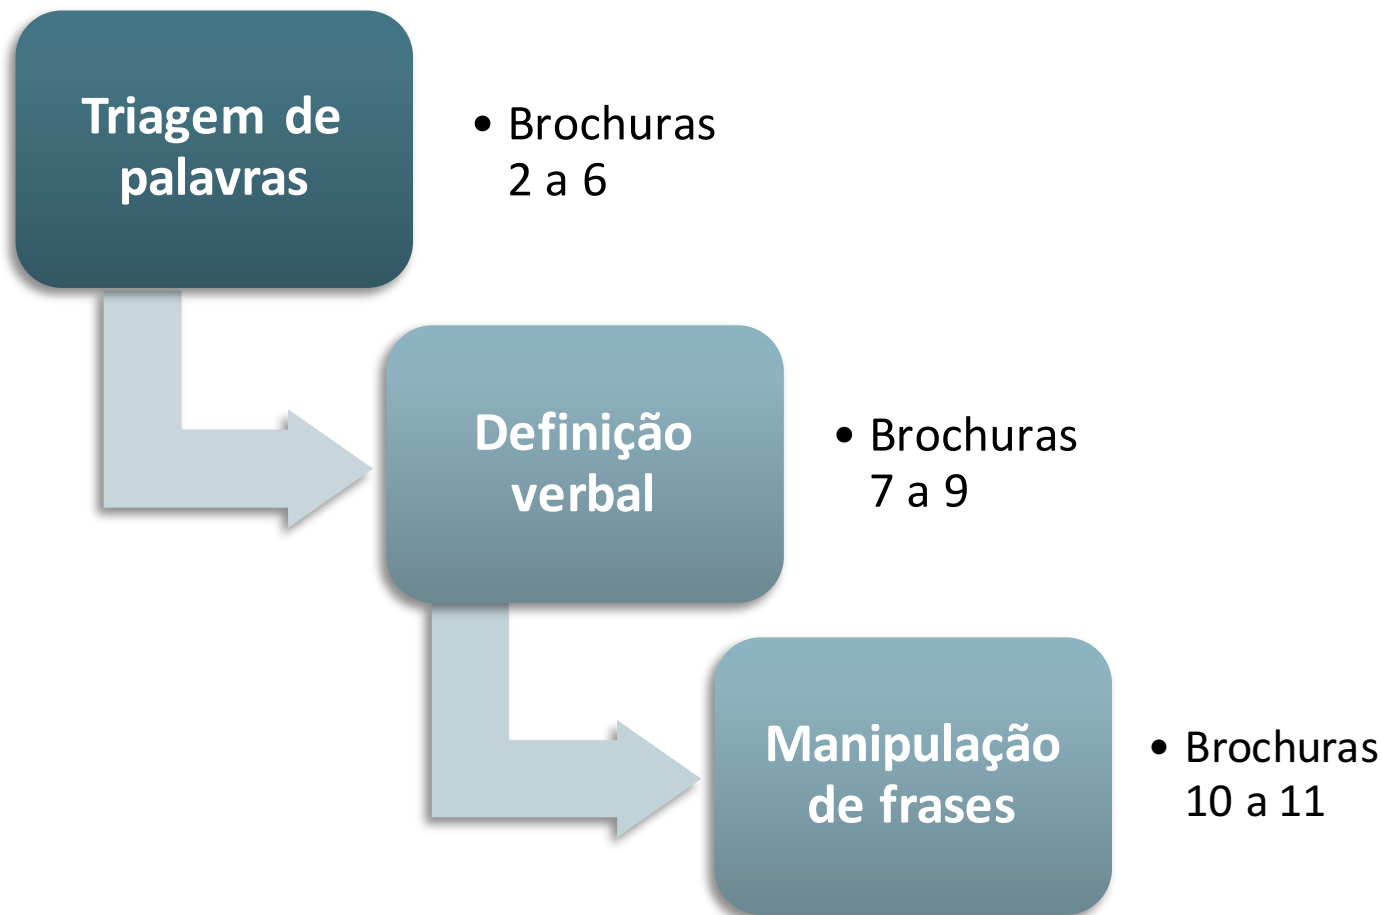 Triagem de
palavras
• Brochuras
2 a 6
Definição
verbal
• Brochuras
7 a 9
Manipulação
de frases
• Brochuras
10 a 11